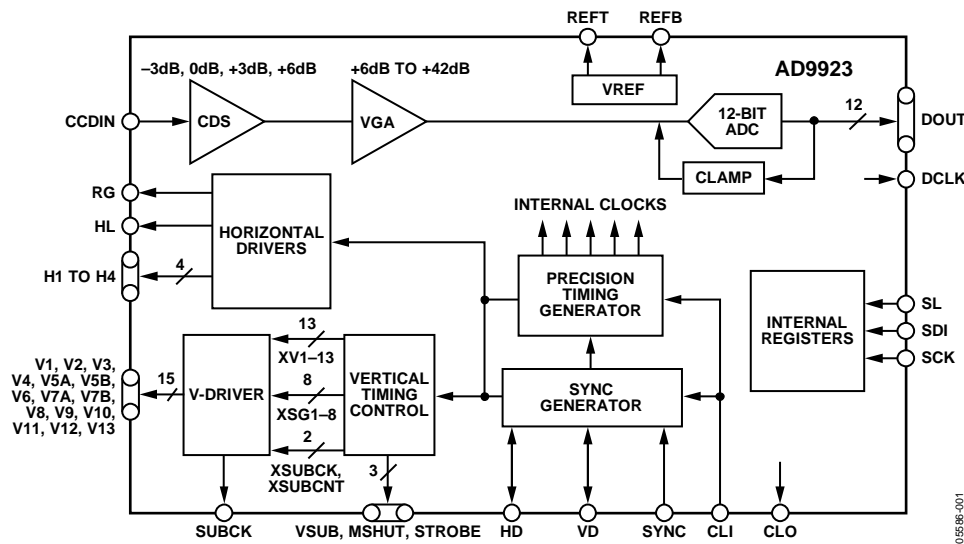 REFT REFB
–3dB, 0dB, +3dB, +6dB
+6dB TO +42dB
AD9923
VREF
CCDIN
CDS
VGA
12-BIT
ADC
12
DOUT
CLAMP
DCLK
RG
HL
H1 TO H4
4
HORIZONTAL
DRIVERS
INTERNAL CLOCKS
PRECISION
TIMING
GENERATOR
INTERNAL
REGISTERS
SL
SDI
SCK
V1, V2, V3,
V4, V5A, V5B,
V6, V7A, V7B,
V8, V9, V10,
V11, V12, V13
15
V-DRIVER
13
XV1–13
8
XSG1–8
2
XSUBCK,
XSUBCNT
VERTICAL
TIMING
CONTROL
3
SYNC
GENERATOR
SUBCK
VSUB, MSHUT, STROBE
HD
VD
SYNC
CLI
CLO
05586-001